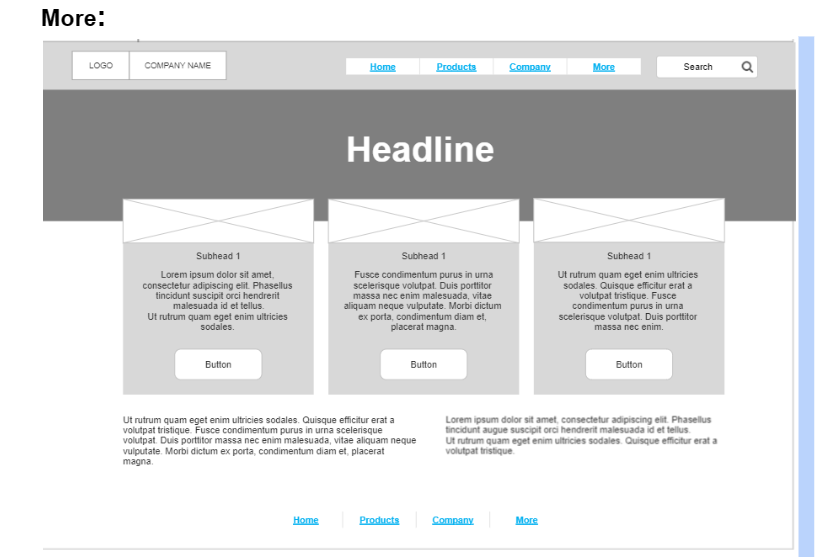 More:
LOGO COMPANY NAME Home Products Company More Search
Headline
Subhead 1
Lorem ipsum dolor sit amet,
consectetur adipiscing elit. Phasellus
tincidunt suscipit orci hendrerit
malesuada id et tellus.
Ut rutrum quam eget enim ultricies
sodales.
Button
Subhead 1
Fusce condimentum purus in urna
scelerisque volutpat. Duis porttitor
massa nec enim malesuada, vitae
aliquam neque vulputate. Morbi dictum
ex porta, condimentum diam et,
placerat magna.
Button
Subhead 1
Ut rutrum quam eget enim ultricies
sodales. Quisque efficitur erat a
volutpat tristique. Fusce
condimentum purus in urna
scelerisque volutpat. Duis porttitor
massa nec enim.
Button
Ut rutrum quam eget enim ultricies sodales. Quisque efficitur erat a
volutpat tristique. Fusce condimentum purus in urna scelerisque
volutpat. Duis porttitor massa nec enim malesuada, vitae aliquam neque
vulputate. Morbi dictum ex porta, condimentum diam et, placerat
magna.
Lorem ipsum dolor sit amet, consectetur adipiscing elit. Phasellus
tincidunt augue suscipit orci hendrerit malesuada id et tellus.
Ut rutrum quam eget enim ultricies sodales. Quisque efficitur erat a
volutpat tristique.
Home Products Company More